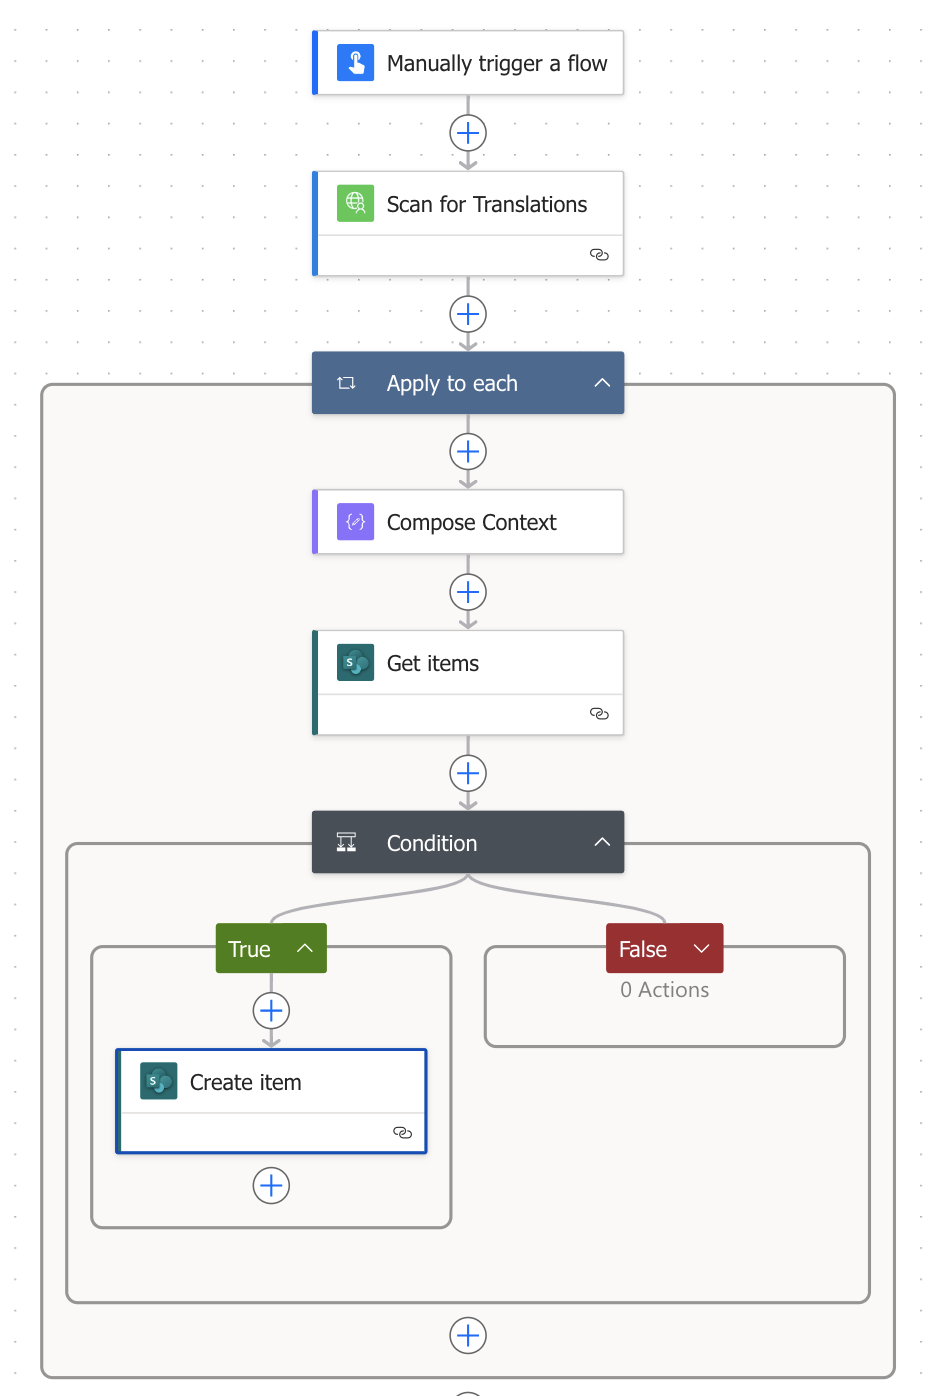 Manually trigger a flow
Scan for Translations
Apply to each
Compose Context
Get items
Condition
True
False
0 Actions
Create item